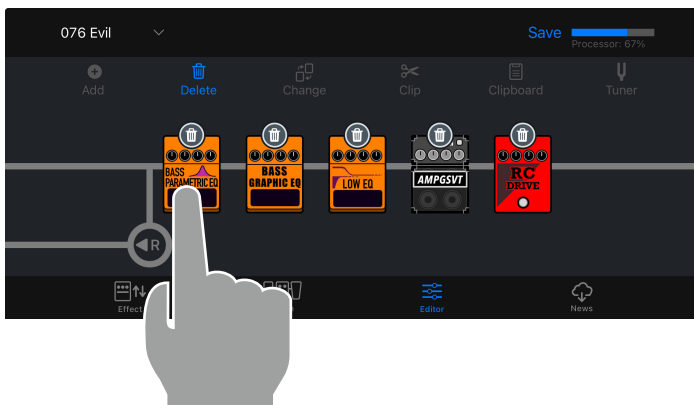 076 Evil
Save
Processor: 67%
Add
Delete
Change
Clip
Clipboard
Tuner
BASS
PARAMETRIC EQ
BASS
GRAPHIC EQ
LOW EQ
AMPGSVT
RC
DRIVE
R
Effect
Editor
News